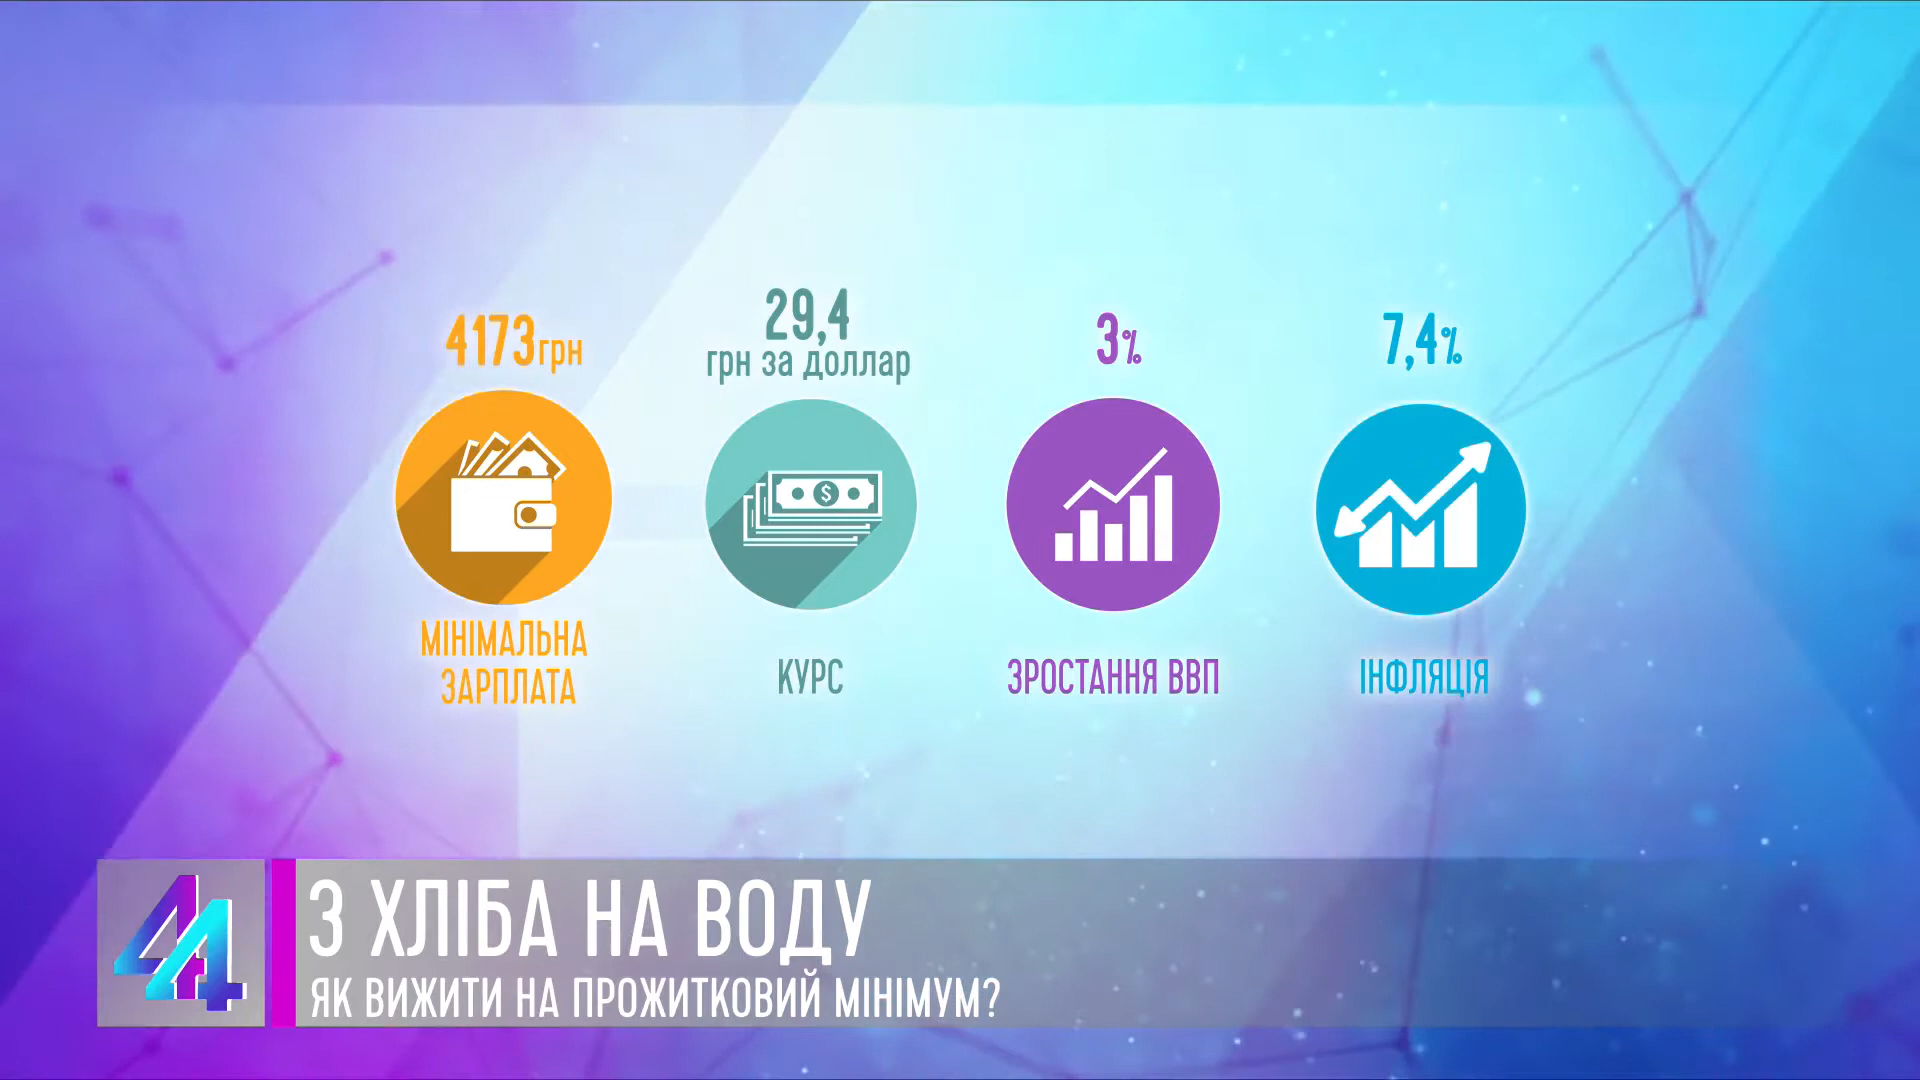 4173грн
29,4
грн за доллар
3%
7,4%
МІНІМАЛЬНА
ЗАРПЛАТА
КУРС
ЗРОСТАННЯ ВВП
ІНФЛЯЦІЯ
44
З ХЛІБА НА ВОДУ
ЯК ВИЖИТИ НА ПРОЖИТКОВИЙ МІНІМУМ?